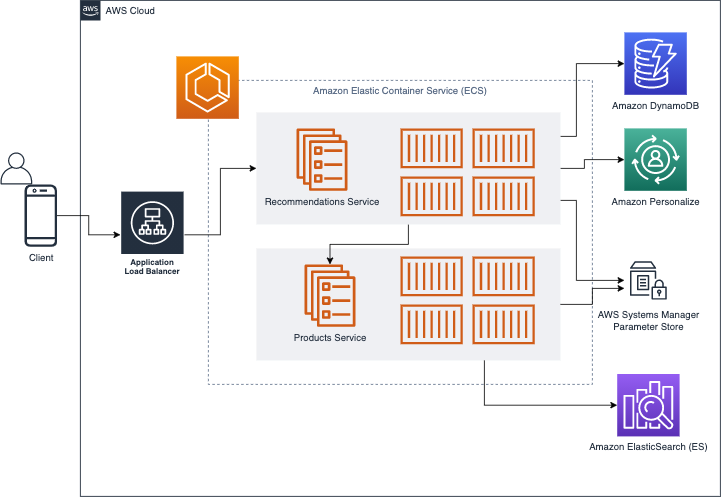 aws
AWS Cloud
Amazon Elastic Container Service (ECS)
Amazon DynamoDB
Recommendations Service
Amazon Personalize
Client
Application
Load Balancer
AWS Systems Manager
Parameter Store
Products Service
Amazon ElasticSearch (ES)